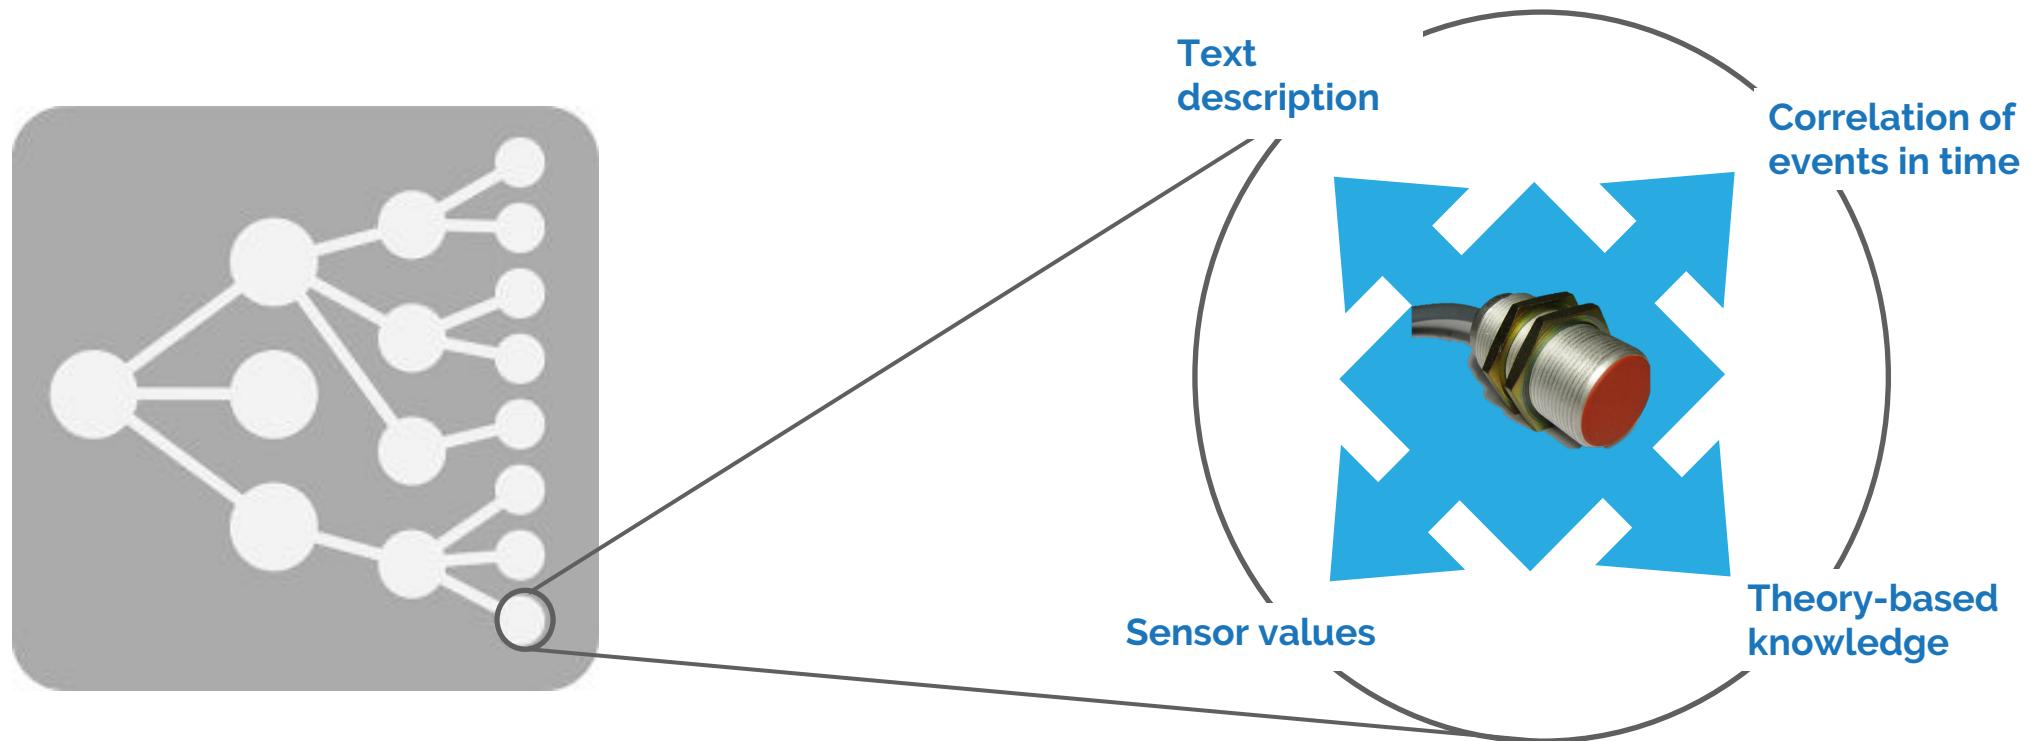 Text
description
Correlation of
events in time
Sensor values
Theory-based
knowledge